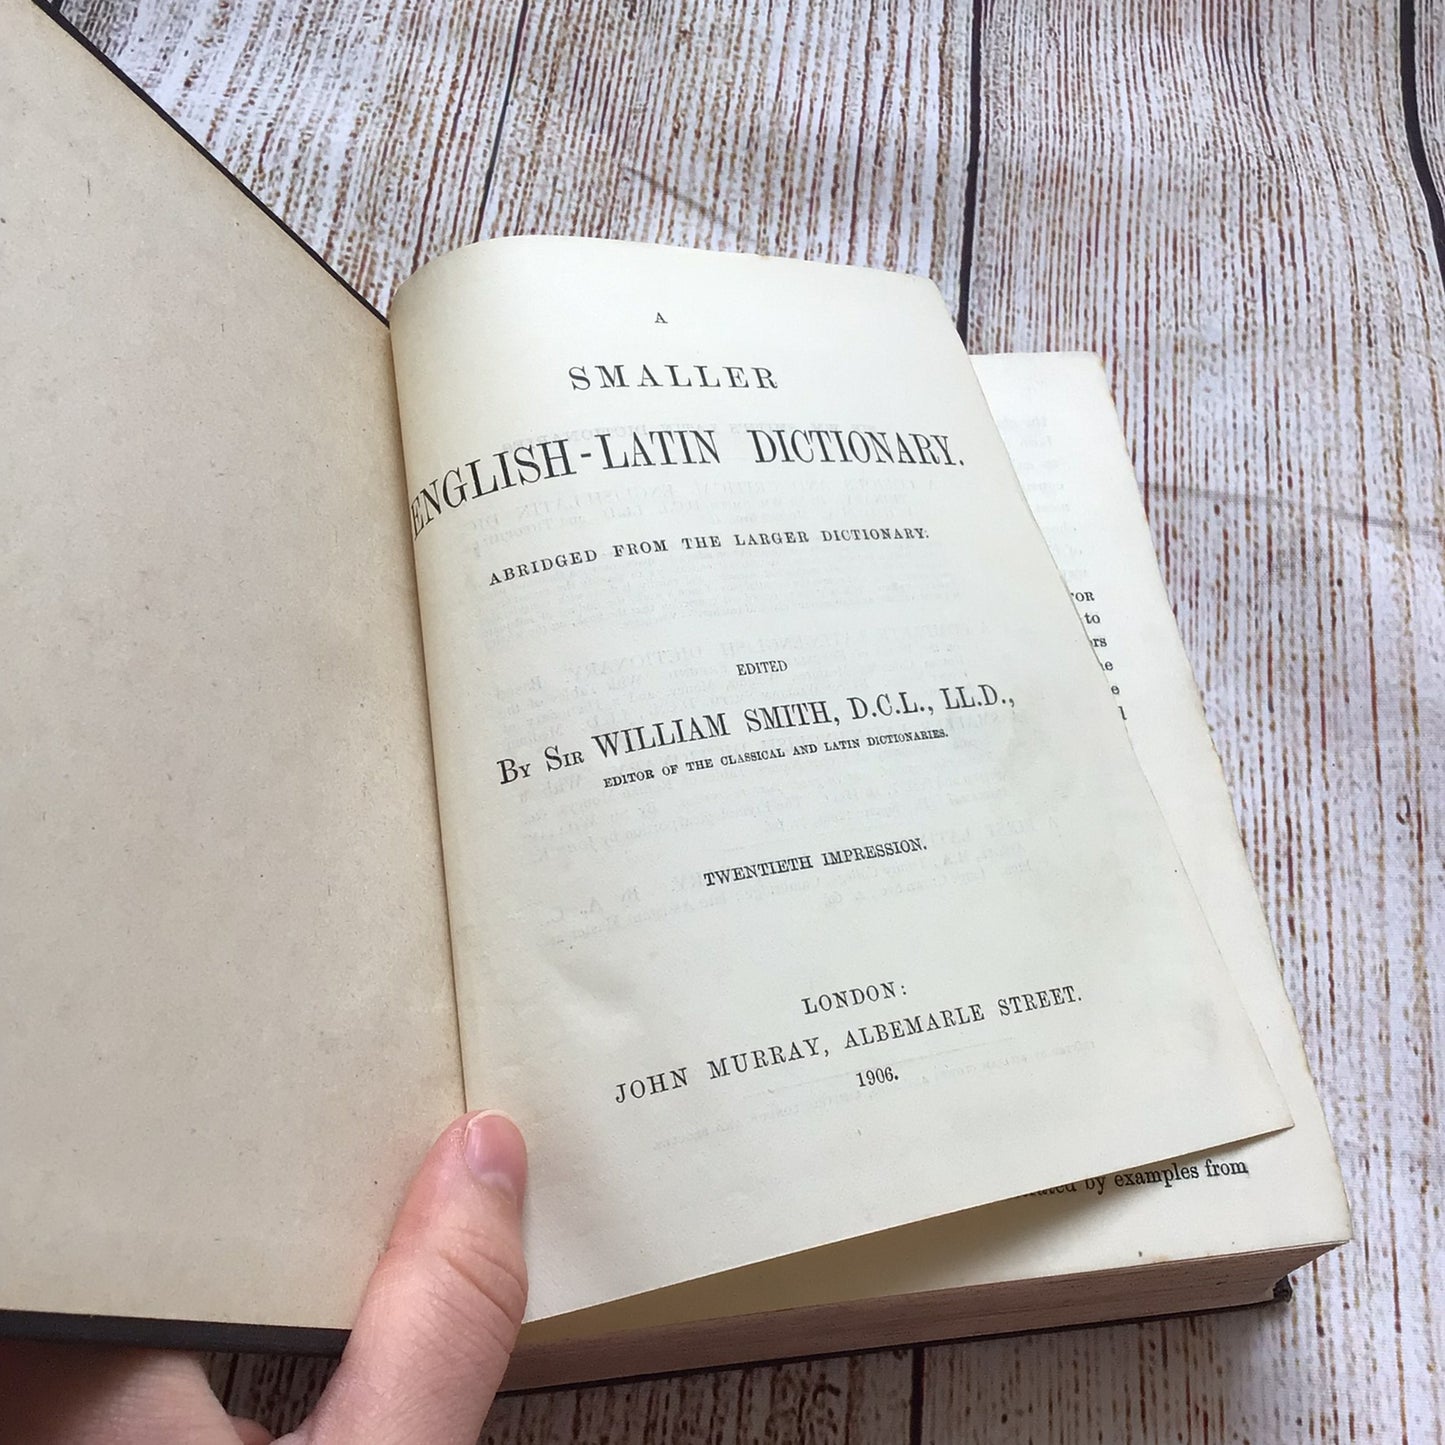 A
SMALLER
ENGLISH-LATIN DICTIONARY.
ABRIDGED FROM THE LARGER DICTIONARY:
EDITED
BY SIR WILLIAM SMITH, D.C.L., LL.D.,
EDITOR OF THE CLASSICAL AND LATIN DICTIONARIES.
TWENTIETH IMPRESSION.
LONDON:
JOHN MURRAY, ALBEMARLE STREET.
1906.
to
by examples from